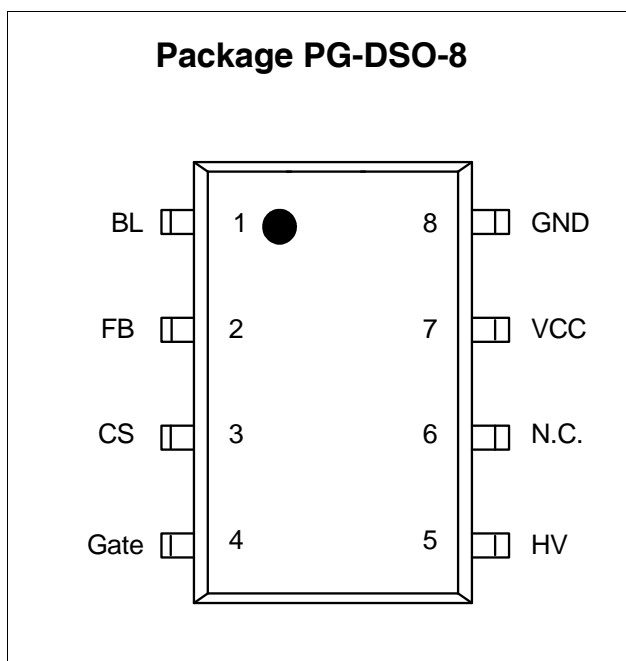 Package PG-DSO-8
BL 1 8 GND
FB 2 7 VCC
CS 3 6 N.C.
Gate 4 5 HV